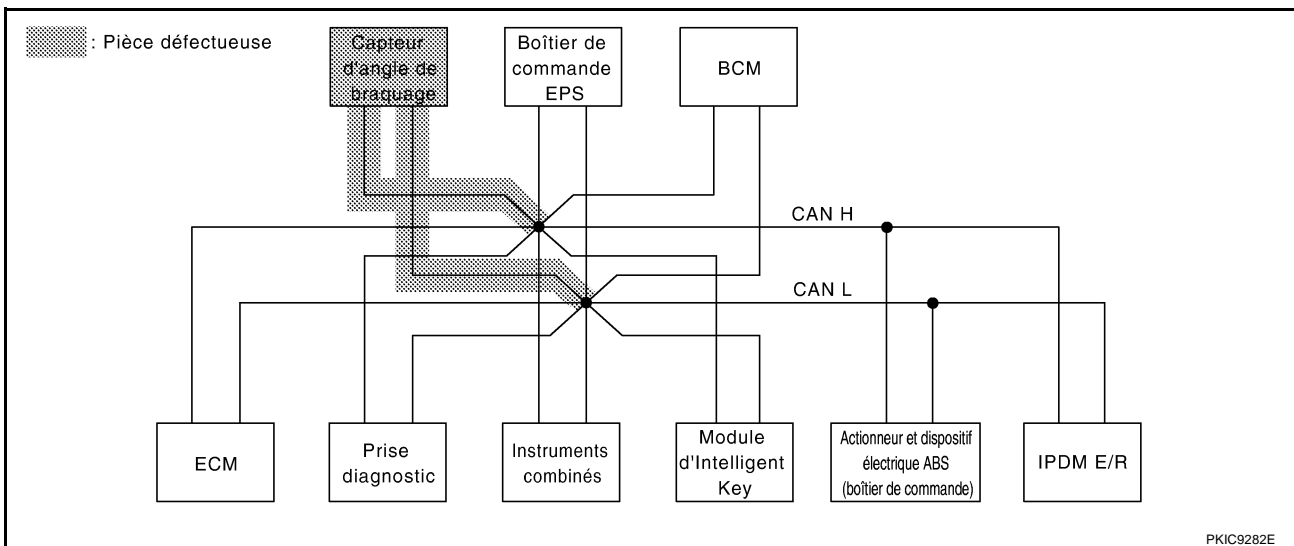 : Pièce défectueuse
Capteur
d'angle de
braquage
Boîtier de
commande
EPS
BCM
CAN H
CAN L
ECM
Prise
diagnostic
Instruments
combinés
Module
d'Intelligent
Key
Actionneur et dispositif
électrique ABS
(boîtier de commande)
IPDM E/R
PKIC9282E